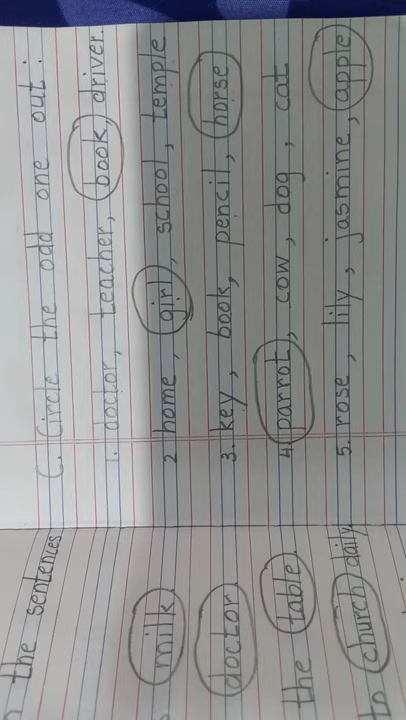 C. Circle the odd one out :
1. doctor, teacher, book, driver.
2 home, girl, school, temple
3. key, book, pencil, horse
4. parrot, cow, dog, cat
5. rose, lily, jasmine, apple
the sentences
milk
doctor
the table.
to church daily.